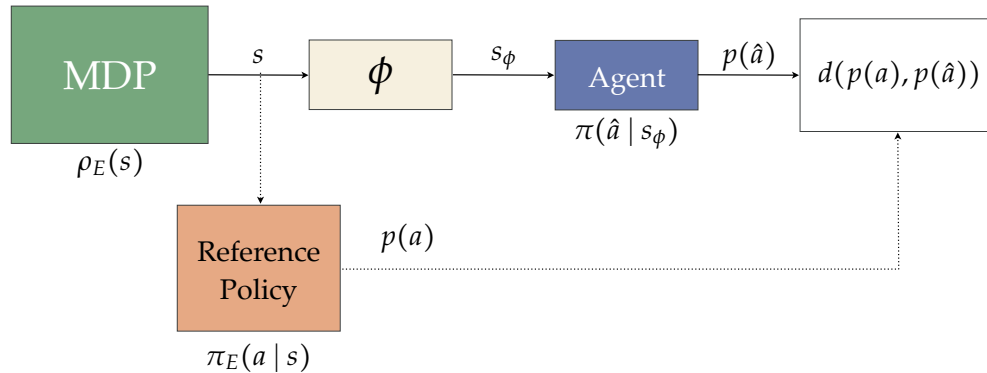 MDP
s
ϕ
s_ϕ
Agent
p(â)
d(p(a), p(â))
ρ_E(s)
π(â | s_ϕ)
Reference
Policy
p(a)
π_E(a | s)